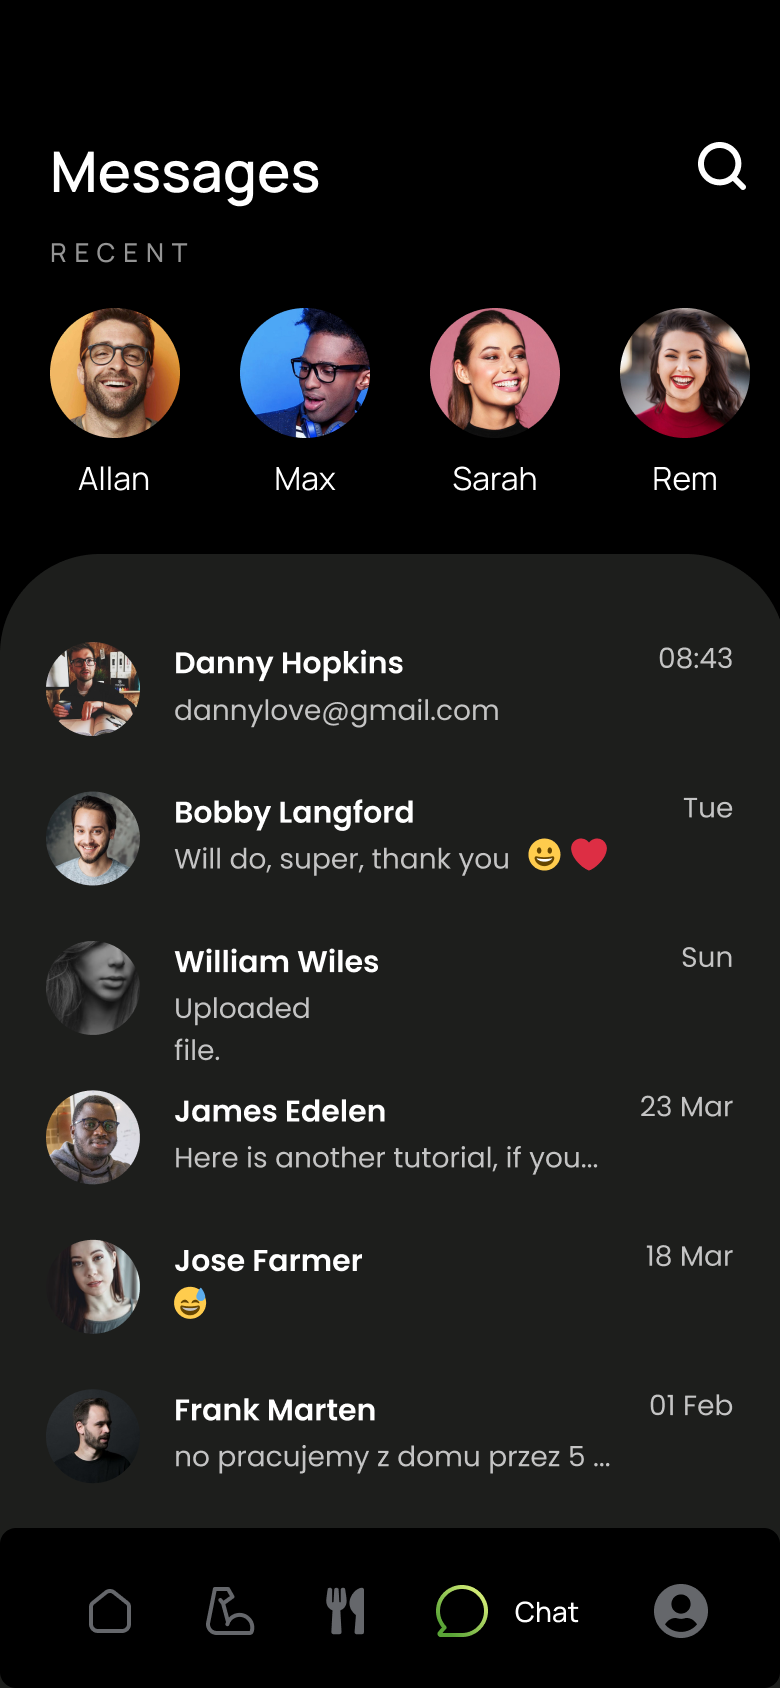 Messages
RECENT
Allan Max Sarah Rem
Danny Hopkins 08:43
dannylove@gmail.com
Bobby Langford Tue
Will do, super, thank you 😀 ❤️
William Wiles Sun
Uploaded
file.
James Edelen 23 Mar
Here is another tutorial, if you...
Jose Farmer 18 Mar
😅
Frank Marten 01 Feb
no pracujemy z domu przez 5 ...
Chat